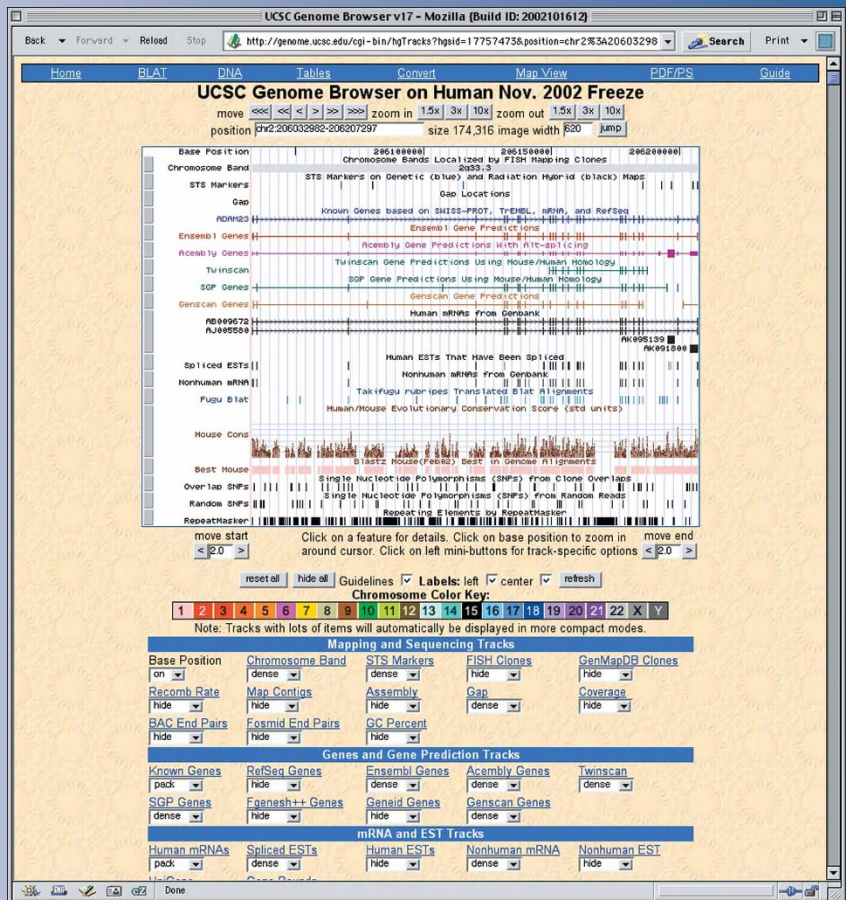 UCSC Genome Browser v17 - Mozilla {Build ID: 2002101612}
Back Forward Reload Stop http://genome.ucsc.edu/cgi-bin/hgTracks?hgsid=17757473&position=chr2%3A20603298 Search Print
Home BLAT DNA Tables Convert Map View PDF/PS Guide
UCSC Genome Browser on Human Nov. 2002 Freeze
move <<< << < > >> >>> zoom in 1.5x 3x 10x zoom out 1.5x 3x 10x
position chr2:206032982-206207297 size 174,316 image width 620 jump
Base Position 206100000| 206150000| 206200000|
Chromosome Bands Localized by FISH Mapping Clones
Chromosome Band 2q33.3
STS Markers on Genetic (blue) and Radiation Hybrid (black) Maps
STS Markers
Gap Locations
Gap
Known Genes based on SWISS-PROT, TrEMBL, mRNA, and RefSeq
ADAM23
Ensembl Gene Predictions
Ensembl Genes
Acembly Gene Predictions With Alt-splicing
Acembly Genes
Twinscan Gene Predictions Using Mouse/Human Homology
Twinscan
SGP Gene Predictions Using Mouse/Human Homology
SGP Genes
Genscan Gene Predictions
Genscan Genes
Human mRNAs from Genbank
AB009672
AJ005580
AK095139
AK091800
Human ESTs That Have Been Spliced
Spliced ESTs
Nonhuman mRNAs from Genbank
Nonhuman mRNA
Takifugu rubripes Translated Blat Alignments
Fugu Blat
Human/Mouse Evolutionary Conservation Score (std units)
Mouse Cons
Blastz Mouse(Feb02) Best in Genome Alignments
Best Mouse
Single Nucleotide Polymorphisms (SNPs) from Clone Overlaps
Overlap SNPs
Single Nucleotide Polymorphisms (SNPs) from Random Reads
Random SNPs
Repeating Elements by RepeatMasker
RepeatMasker
move start Click on a feature for details. Click on base position to zoom in move end
< 2.0 > around cursor. Click on left mini-buttons for track-specific options < 2.0 >
reset all hide all Guidelines Labels: left center refresh
Chromosome Color Key:
1 2 3 4 5 6 7 8 9 10 11 12 13 14 15 16 17 18 19 20 21 22 X Y
Note: Tracks with lots of items will automatically be displayed in more compact modes.
Mapping and Sequencing Tracks
Base Position Chromosome Band STS Markers FISH Clones GenMapDB Clones
on dense dense hide hide
Recomb Rate Map Contigs Assembly Gap Coverage
hide hide hide dense hide
BAC End Pairs Fosmid End Pairs GC Percent
hide hide hide
Genes and Gene Prediction Tracks
Known Genes RefSeq Genes Ensembl Genes Acembly Genes Twinscan
pack hide dense dense dense
SGP Genes Fgenesh++ Genes Geneid Genes Genscan Genes
dense hide hide dense
mRNA and EST Tracks
Human mRNAs Spliced ESTs Human ESTs Nonhuman mRNA Nonhuman EST
pack dense hide dense hide
Done